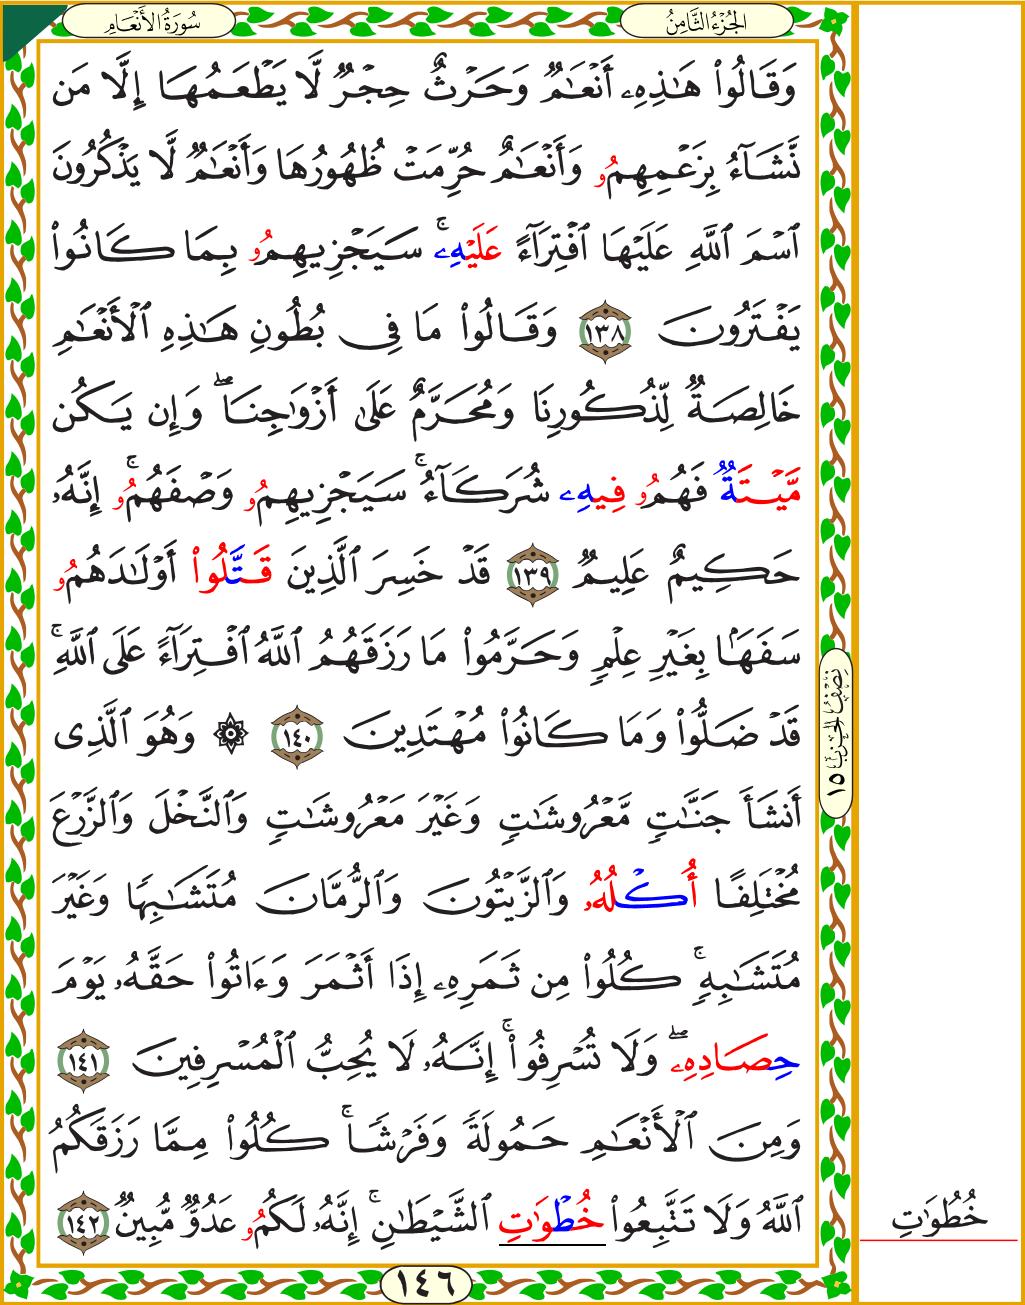 سُورَةُ الأَنْعَامِ
الجُزْءُ الثَّامِنُ
وَقَالُوا۟ هَٰذِهِۦٓ أَنْعَٰمٌ وَحَرْثٌ حِجْرٌ لَّا يَطْعَمُهَا إِلَّا مَن
نَّشَآءُ بِزَعْمِهِمُۥ وَأَنْعَٰمٌ حُرِّمَتْ ظُهُورُهَا وَأَنْعَٰمٌ لَّا يَذْكُرُونَ
ٱسْمَ ٱللَّهِ عَلَيْهَا ٱفْتِرَآءً عَلَيْهِۦ ۚ سَيَجْزِيهِمُۥ بِمَا كَانُوا۟
يَفْتَرُونَ ١٣٨ وَقَالُوا۟ مَا فِى بُطُونِ هَٰذِهِ ٱلْأَنْعَٰمِ
خَالِصَةٌ لِّذُكُورِنَا وَمُحَرَّمٌ عَلَىٰ أَزْوَٰجِنَا ۖ وَإِن يَكُن
مَّيْتَةٌ فَهُمُۥ فِيهِۦ شُرَكَآءُ ۚ سَيَجْزِيهِمُۥ وَصْفَهُمُۥ ۚ إِنَّهُۥ
حَكِيمٌ عَلِيمٌ ١٣٩ قَدْ خَسِرَ ٱلَّذِينَ قَتَّلُوا۟ أَوْلَٰدَهُمُۥ
سَفَهًۢا بِغَيْرِ عِلْمٍ وَحَرَّمُوا۟ مَا رَزَقَهُمُ ٱللَّهُ ٱفْتِرَآءً عَلَى ٱللَّهِ ۚ
قَدْ ضَلُّوا۟ وَمَا كَانُوا۟ مُهْتَدِينَ ١٤٠ ۞ وَهُوَ ٱلَّذِى
أَنشَأَ جَنَّٰتٍ مَّعْرُوشَٰتٍ وَغَيْرَ مَعْرُوشَٰتٍ وَٱلنَّخْلَ وَٱلزَّرْعَ
مُخْتَلِفًا أُكْلُهُۥ وَٱلزَّيْتُونَ وَٱلرُّمَّانَ مُتَشَٰبِهًا وَغَيْرَ
مُتَشَٰبِهٍ ۚ كُلُوا۟ مِن ثَمَرِهِۦ إِذَا أَثْمَرَ وَءَاتُوا۟ حَقَّهُۥ يَوْمَ
حِصَادِهِۦ ۖ وَلَا تُسْرِفُوا۟ ۚ إِنَّهُۥ لَا يُحِبُّ ٱلْمُسْرِفِينَ ١٤١
وَمِنَ ٱلْأَنْعَٰمِ حَمُولَةً وَفَرْشًا ۚ كُلُوا۟ مِمَّا رَزَقَكُمُ
ٱللَّهُ وَلَا تَتَّبِعُوا۟ خُطْوَٰتِ ٱلشَّيْطَٰنِ ۚ إِنَّهُۥ لَكُمُۥ عَدُوٌّ مُّبِينٌ ١٤٢
نِصْفُ الحِزْبِ ١٥
خُطُوَٰتِ
١٤٦